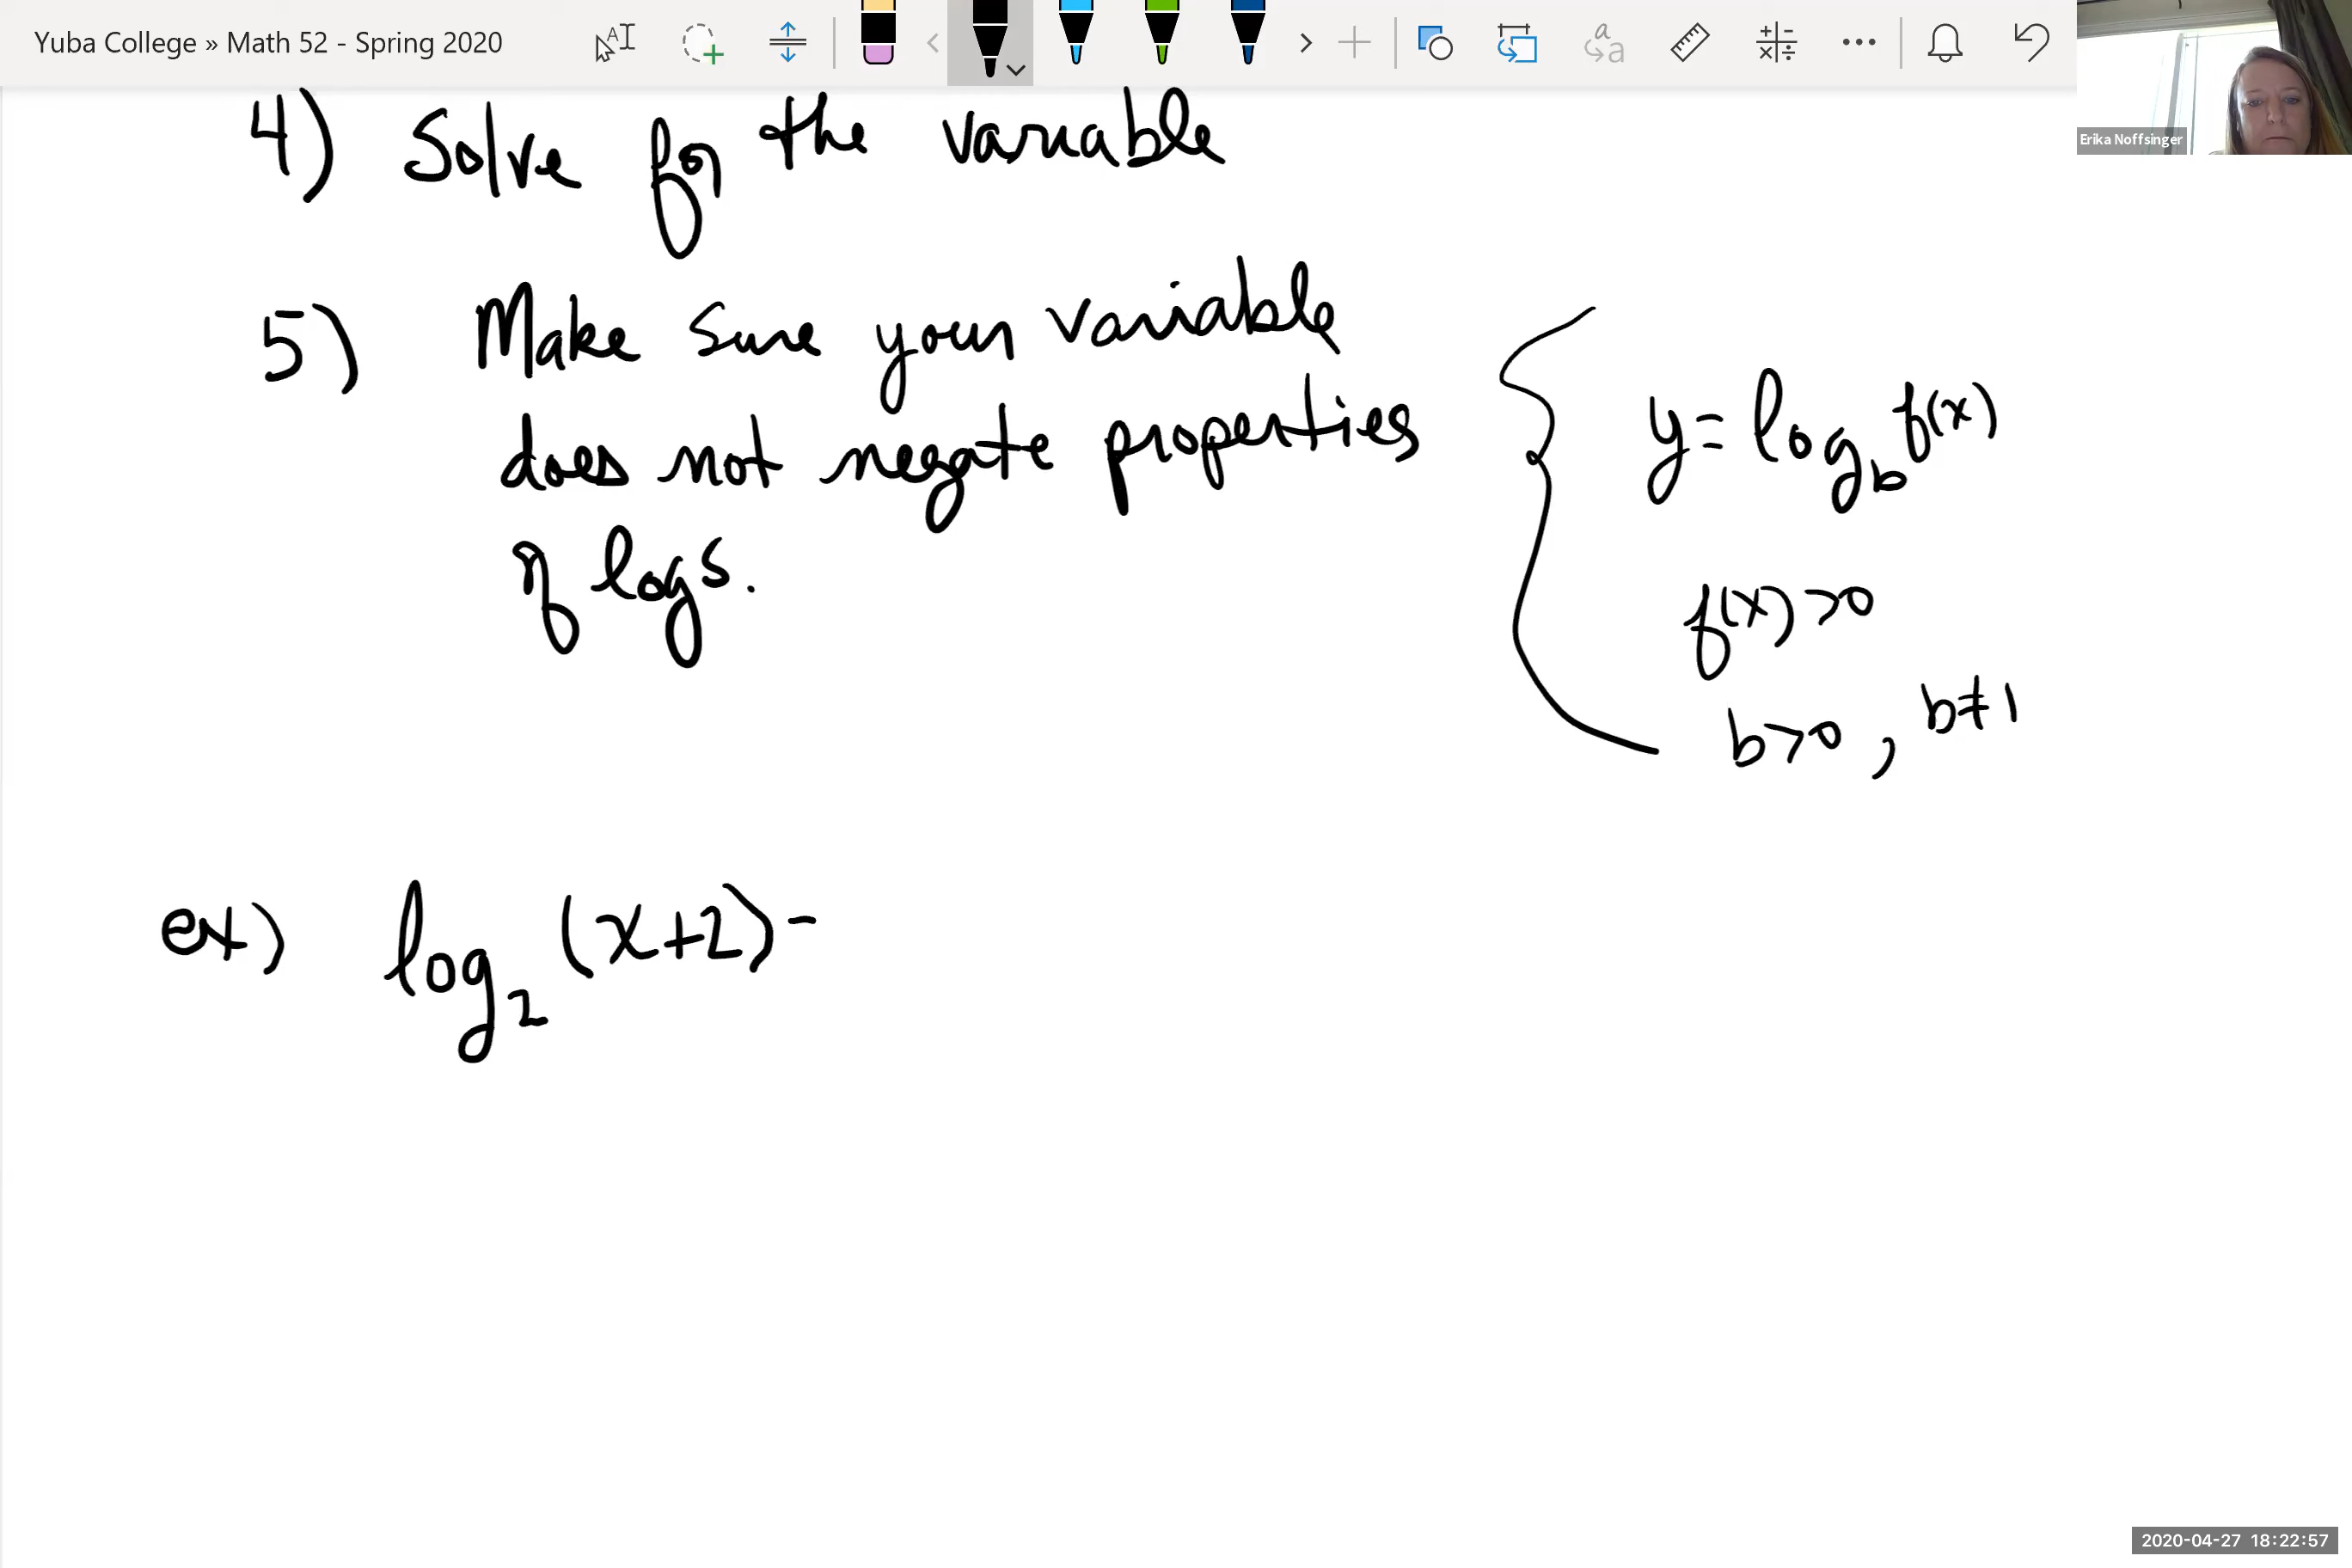 Yuba College » Math 52 - Spring 2020
Erika Noffsinger
4) Solve for the variable
5) Make sure your variable
does not negate properties
of logs.
y = log_b f(x)
f(x) >0
b>0 , b≠1
ex) log_2 (x+2) -
2020-04-27 18:22:57